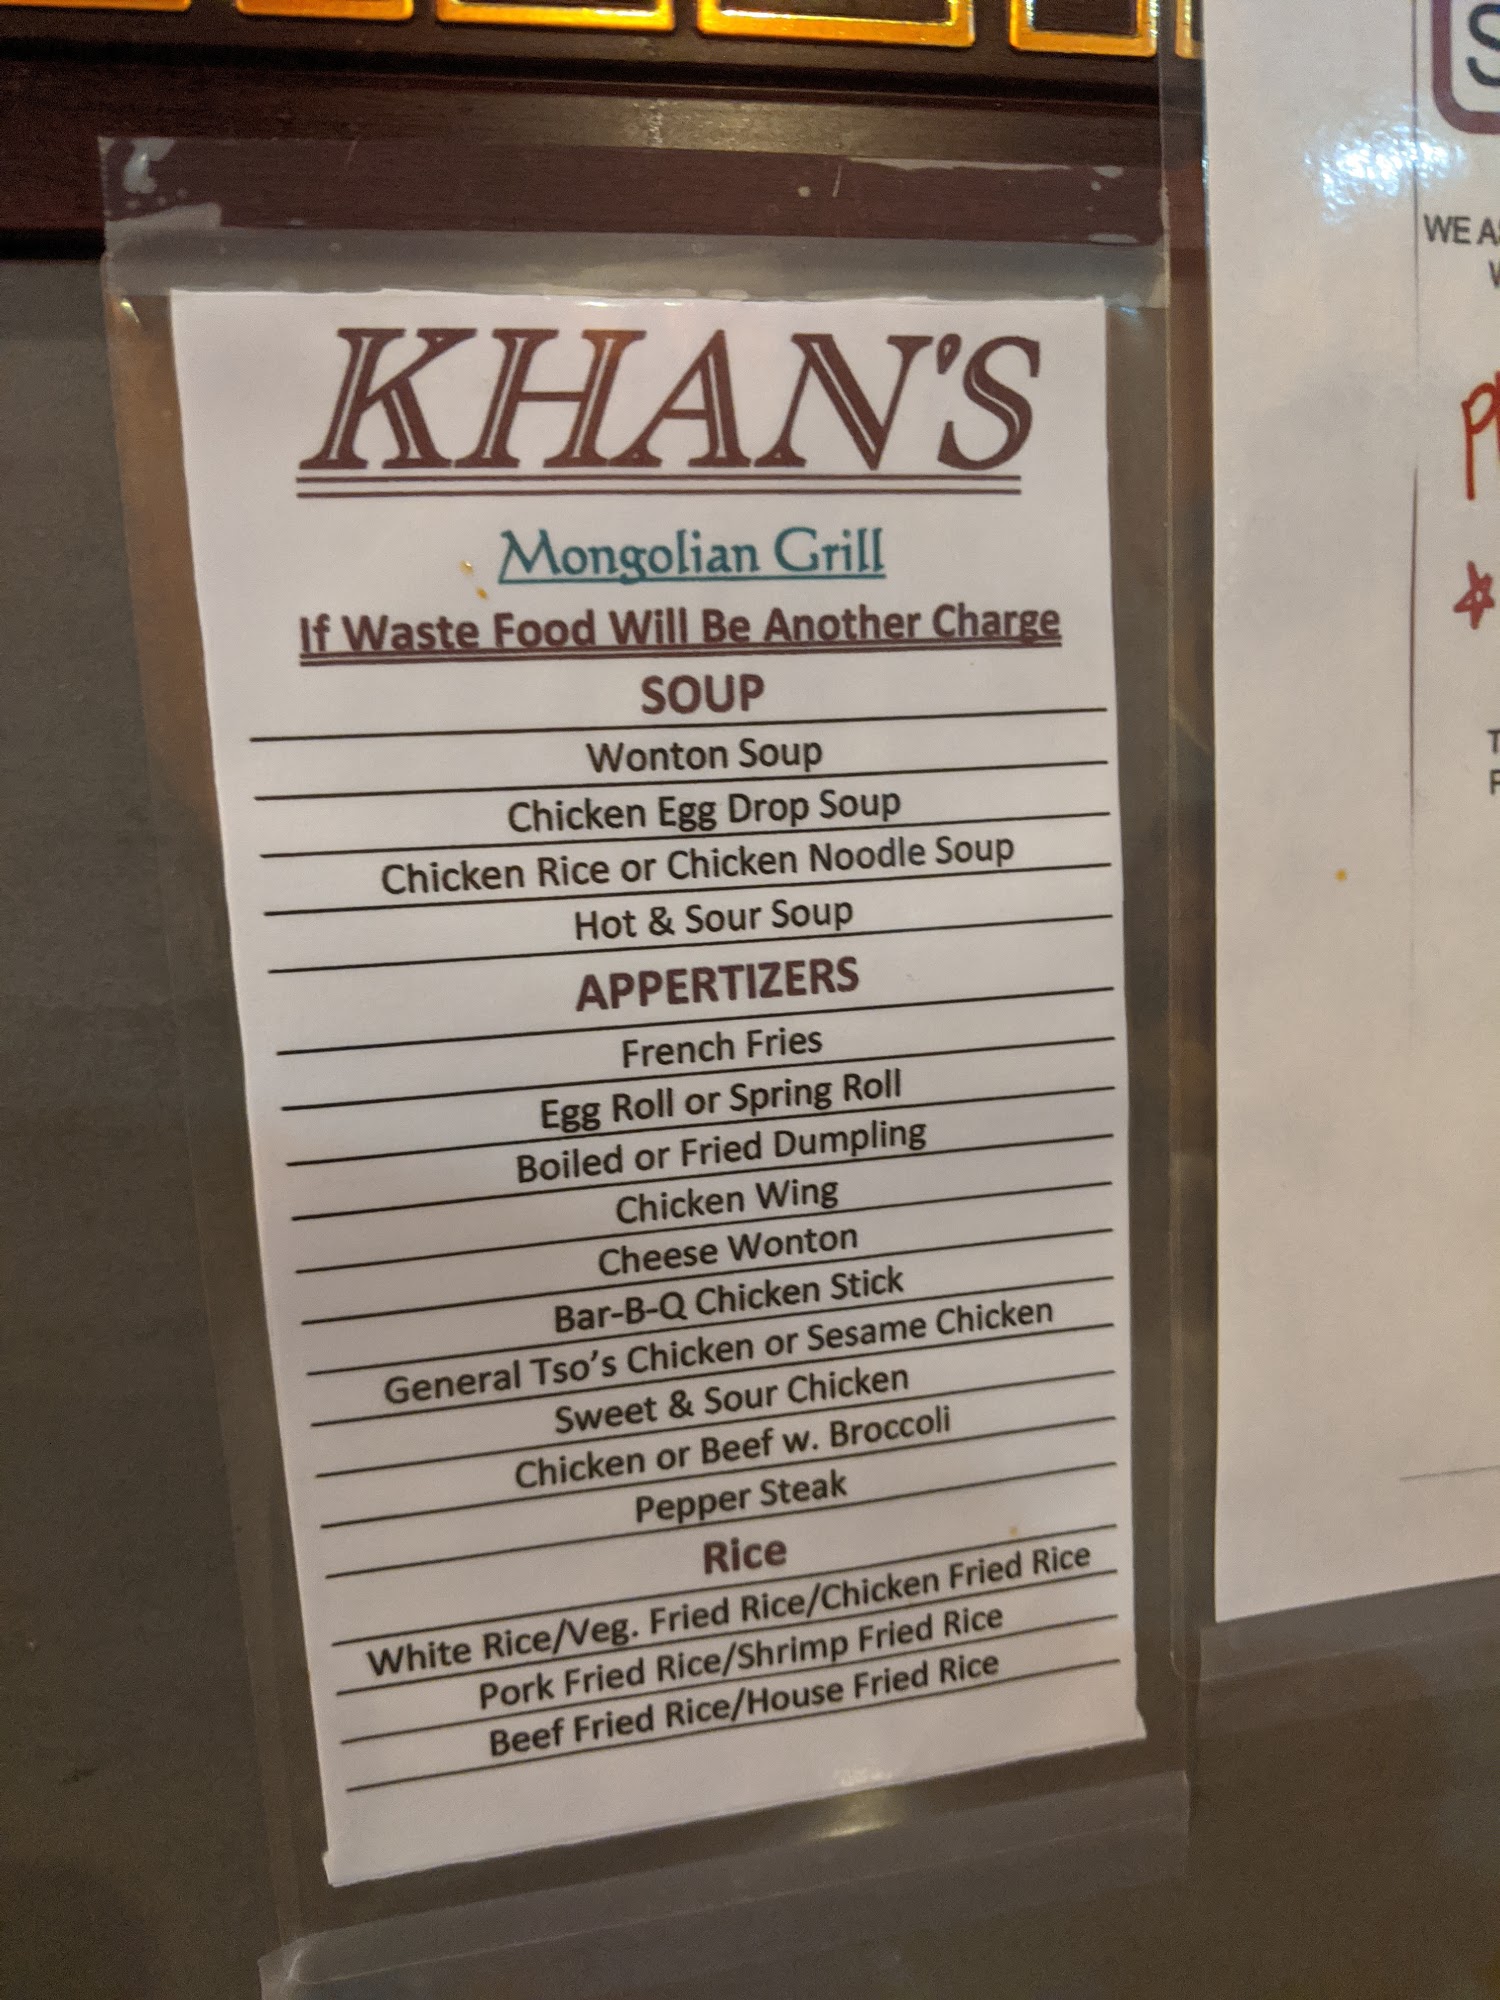 KHAN'S
Mongolian Grill
If Waste Food Will Be Another Charge
SOUP
Wonton Soup
Chicken Egg Drop Soup
Chicken Rice or Chicken Noodle Soup
Hot & Sour Soup
APPERTIZERS
French Fries
Egg Roll or Spring Roll
Boiled or Fried Dumpling
Chicken Wing
Cheese Wonton
Bar-B-Q Chicken Stick
General Tso's Chicken or Sesame Chicken
Sweet & Sour Chicken
Chicken or Beef w. Broccoli
Pepper Steak
Rice
White Rice/Veg. Fried Rice/Chicken Fried Rice
Pork Fried Rice/Shrimp Fried Rice
Beef Fried Rice/House Fried Rice
WE